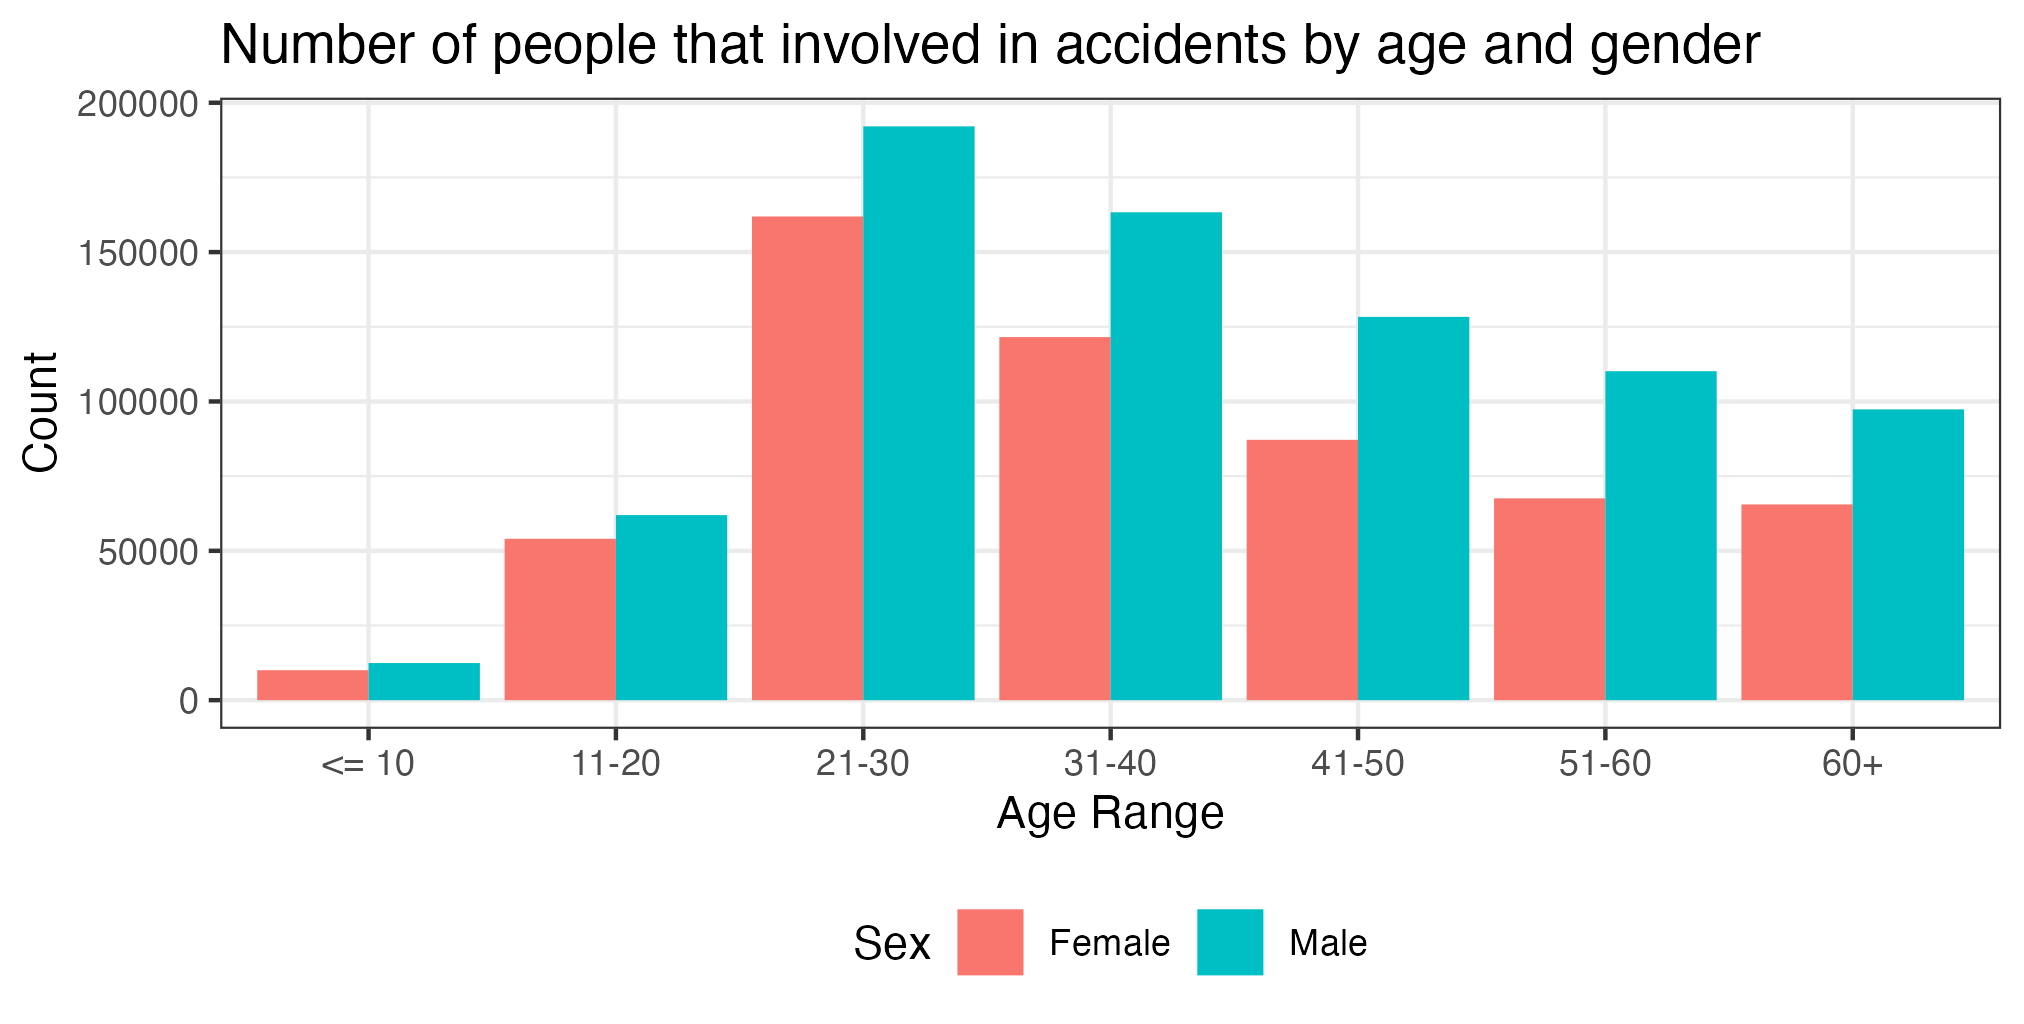 Number of people that involved in accidents by age and gender
200000
150000
100000
50000
0
Count
<= 10 11-20 21-30 31-40 41-50 51-60 60+
Age Range
Sex Female Male